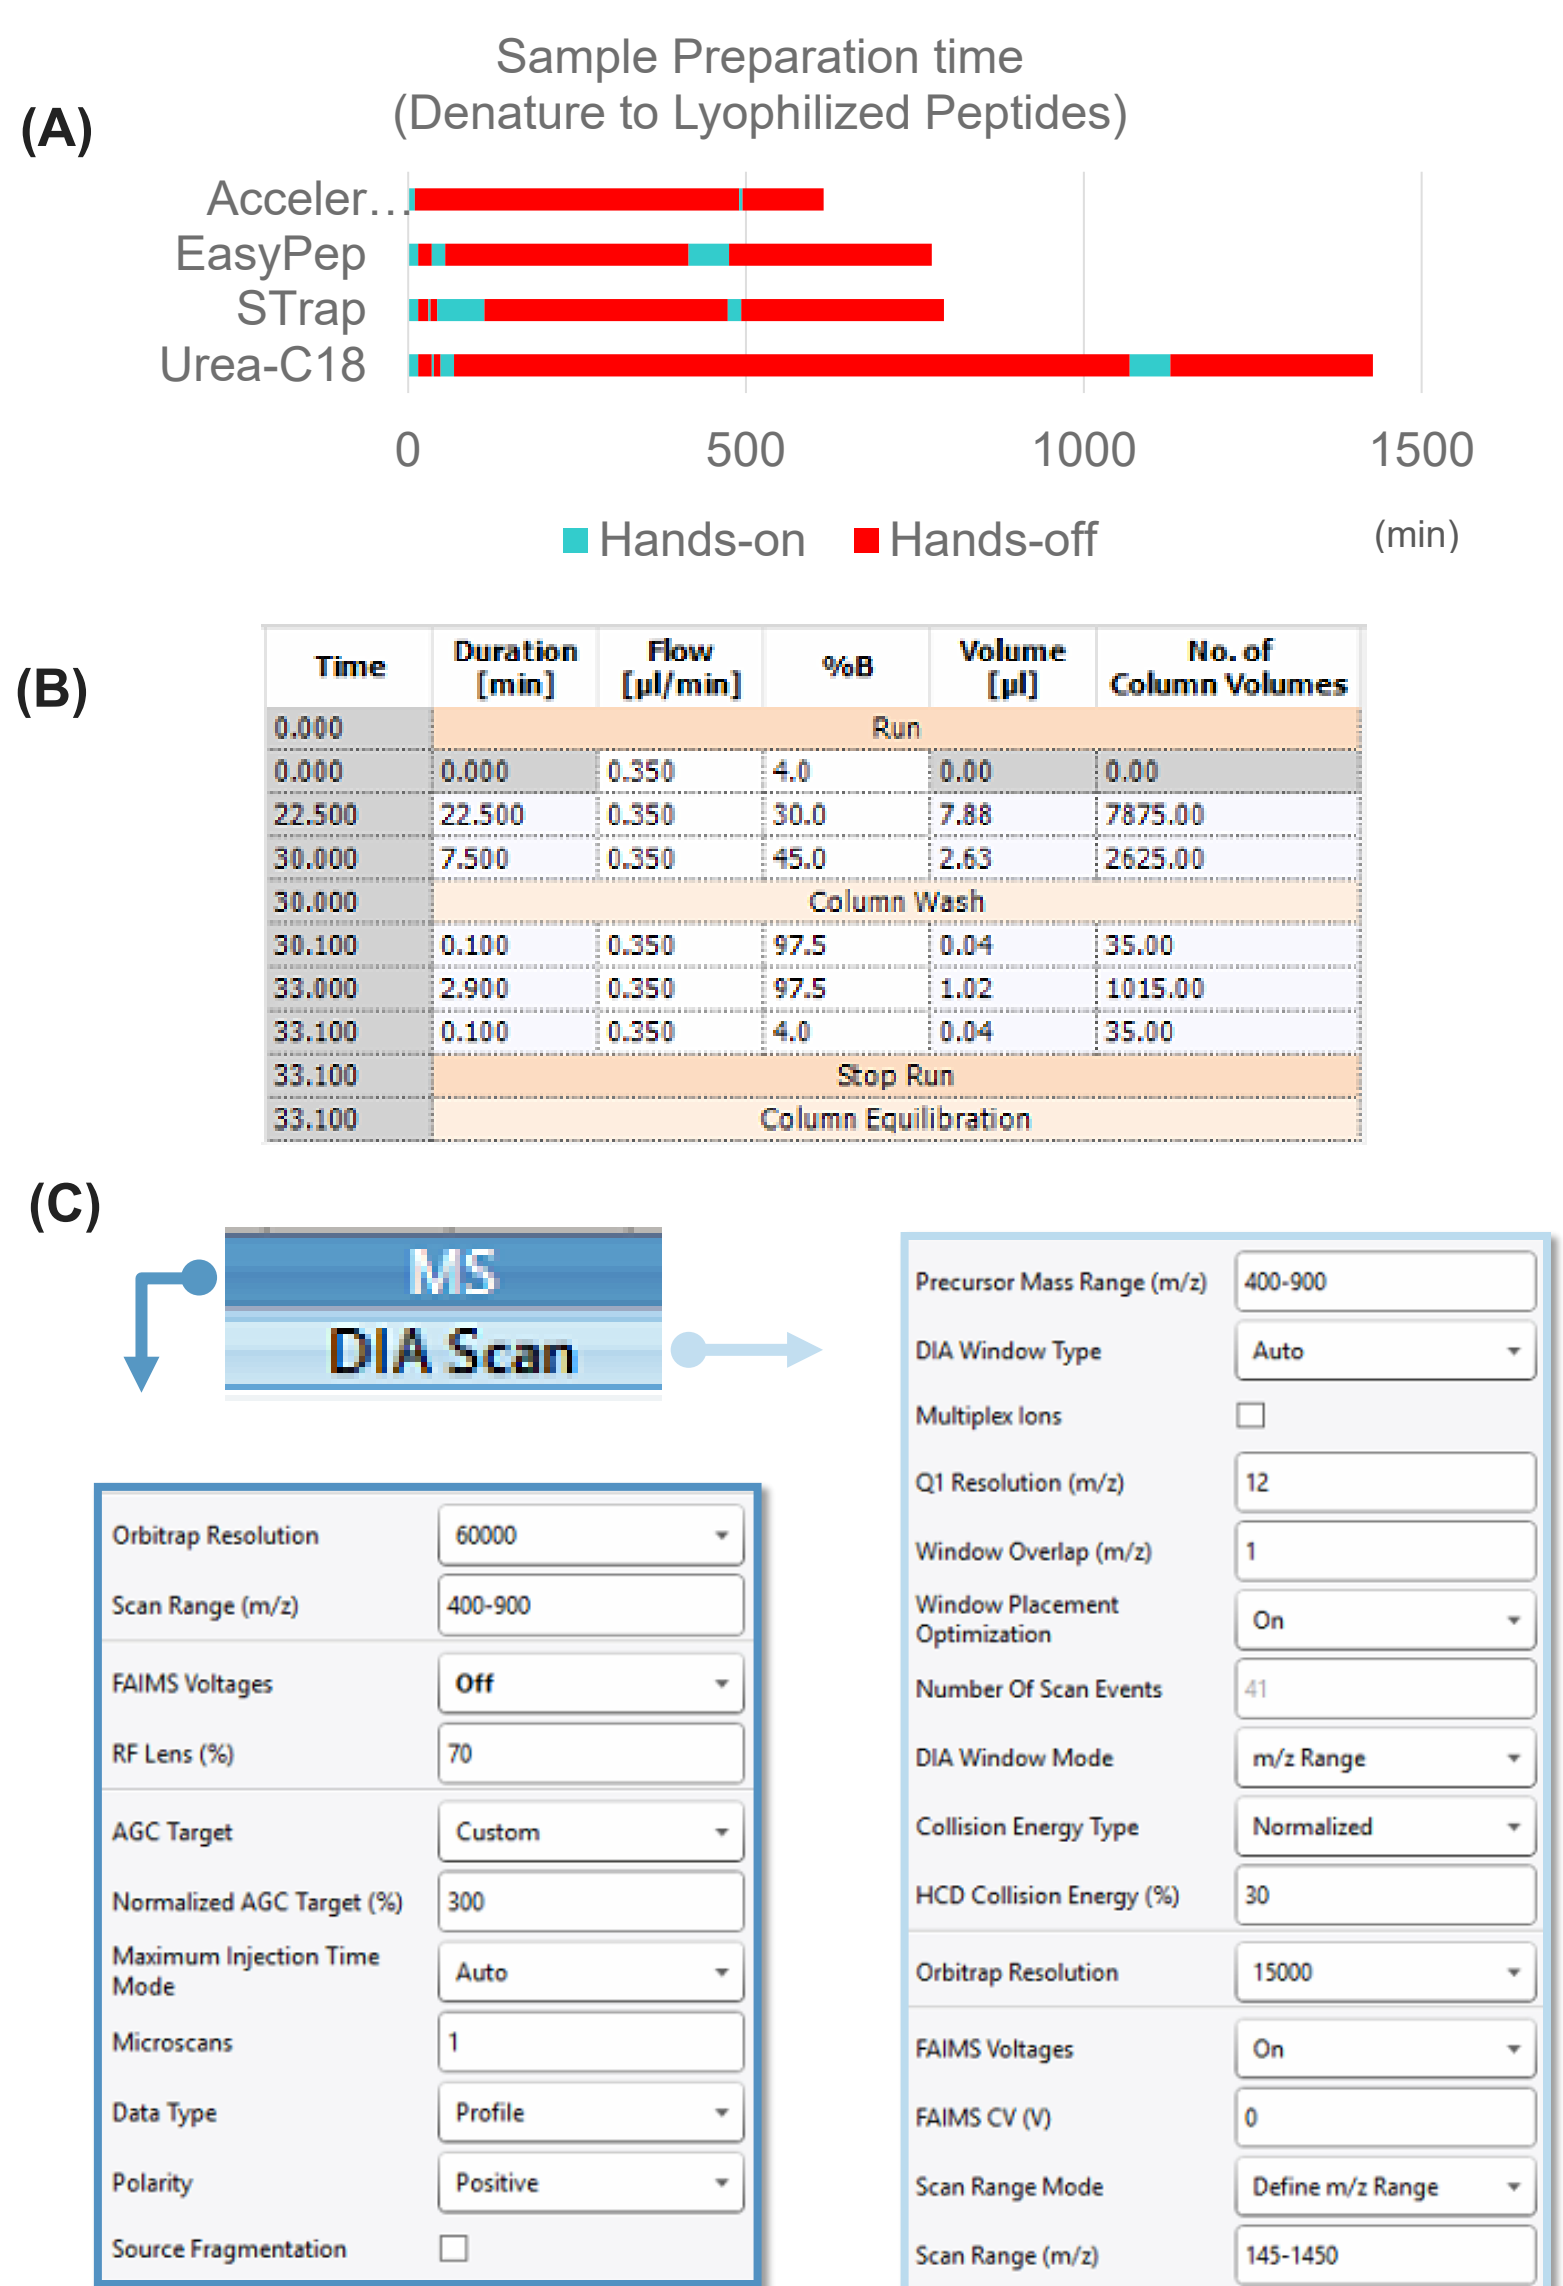 Sample Preparation time
(Denature to Lyophilized Peptides)
(A)
Acceler...
EasyPep
STrap
Urea-C18
0 500 1000 1500
Hands-on Hands-off (min)
(B)
Time Duration [min] Flow [µl/min] %B Volume [µl] No. of Column Volumes
0.000 Run
0.000 0.000 0.350 4.0 0.00 0.00
22.500 22.500 0.350 30.0 7.88 7875.00
30.000 7.500 0.350 45.0 2.63 2625.00
30.000 Column Wash
30.100 0.100 0.350 97.5 0.04 35.00
33.000 2.900 0.350 97.5 1.02 1015.00
33.100 0.100 0.350 4.0 0.04 35.00
33.100 Stop Run
33.100 Column Equilibration
(C)
MS
DIA Scan
Orbitrap Resolution 60000
Scan Range (m/z) 400-900
FAIMS Voltages Off
RF Lens (%) 70
AGC Target Custom
Normalized AGC Target (%) 300
Maximum Injection Time Mode Auto
Microscans 1
Data Type Profile
Polarity Positive
Source Fragmentation
Precursor Mass Range (m/z) 400-900
DIA Window Type Auto
Multiplex Ions
Q1 Resolution (m/z) 12
Window Overlap (m/z) 1
Window Placement Optimization On
Number Of Scan Events 41
DIA Window Mode m/z Range
Collision Energy Type Normalized
HCD Collision Energy (%) 30
Orbitrap Resolution 15000
FAIMS Voltages On
FAIMS CV (V) 0
Scan Range Mode Define m/z Range
Scan Range (m/z) 145-1450